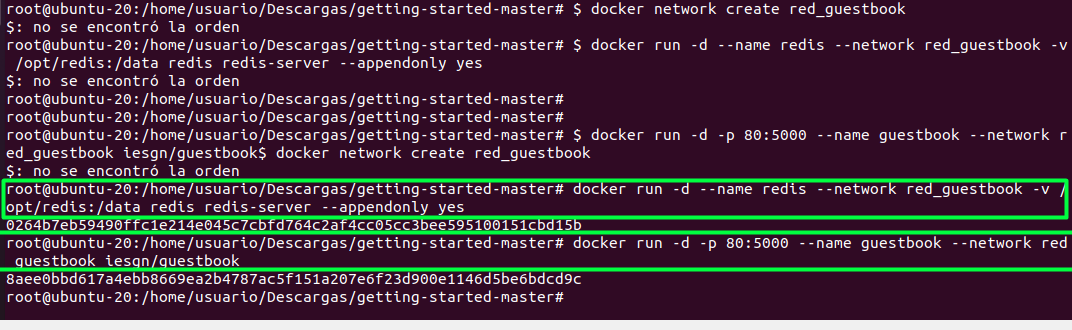 root@ubuntu-20:/home/usuario/Descargas/getting-started-master# $ docker network create red_guestbook
$: no se encontró la orden
root@ubuntu-20:/home/usuario/Descargas/getting-started-master# $ docker run -d --name redis --network red_guestbook -v
/opt/redis:/data redis redis-server --appendonly yes
$: no se encontró la orden
root@ubuntu-20:/home/usuario/Descargas/getting-started-master#
root@ubuntu-20:/home/usuario/Descargas/getting-started-master#
root@ubuntu-20:/home/usuario/Descargas/getting-started-master# $ docker run -d -p 80:5000 --name guestbook --network r
ed_guestbook iesgn/guestbook$ docker network create red_guestbook
$: no se encontró la orden
root@ubuntu-20:/home/usuario/Descargas/getting-started-master# docker run -d --name redis --network red_guestbook -v /
opt/redis:/data redis redis-server --appendonly yes
0264b7eb59490ffc1e214e045c7cbfd764c2af4cc05cc3bee595100151cbd15b
root@ubuntu-20:/home/usuario/Descargas/getting-started-master# docker run -d -p 80:5000 --name guestbook --network red
_guestbook iesgn/guestbook
8aee0bbd617a4ebb8669ea2b4787ac5f151a207e6f23d900e1146d5be6bdcd9c
root@ubuntu-20:/home/usuario/Descargas/getting-started-master#